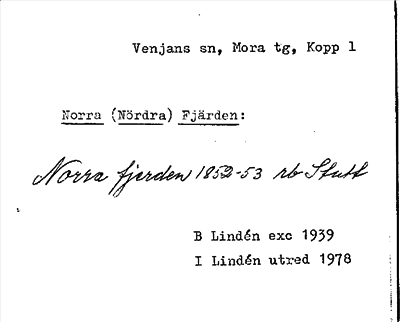 Venjans sn, Mora tg, Kopp l
Norra (Nördra) Fjärden:
Norra fjerden 1852-53 rb Stutt
B Lindén exc 1939
I Lindén utred 1978